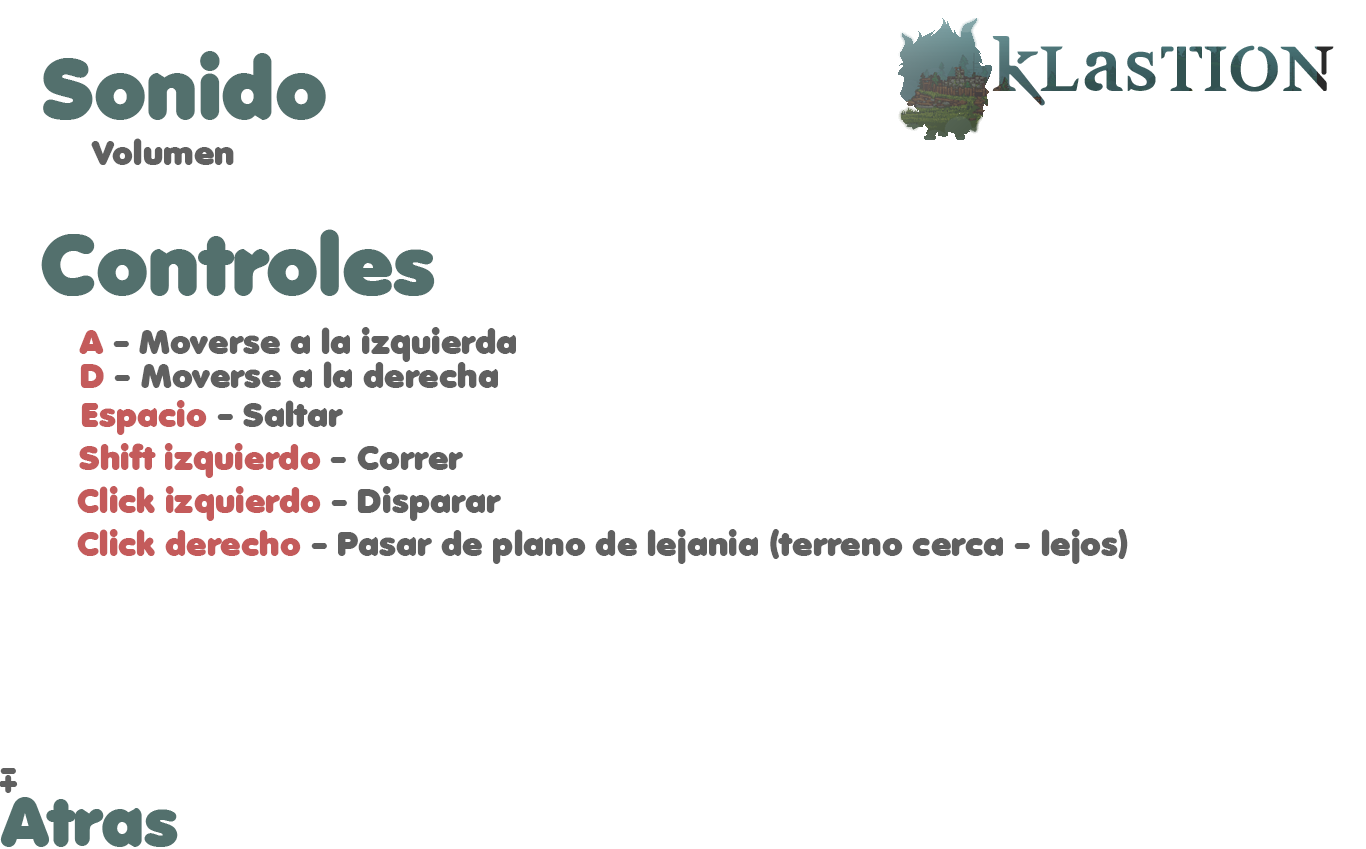 Sonido
kLasTION
Volumen
Controles
A - Moverse a la izquierda
D - Moverse a la derecha
Espacio - Saltar
Shift izquierdo - Correr
Click izquierdo - Disparar
Click derecho - Pasar de plano de lejania (terreno cerca - lejos)
-
+
Atras